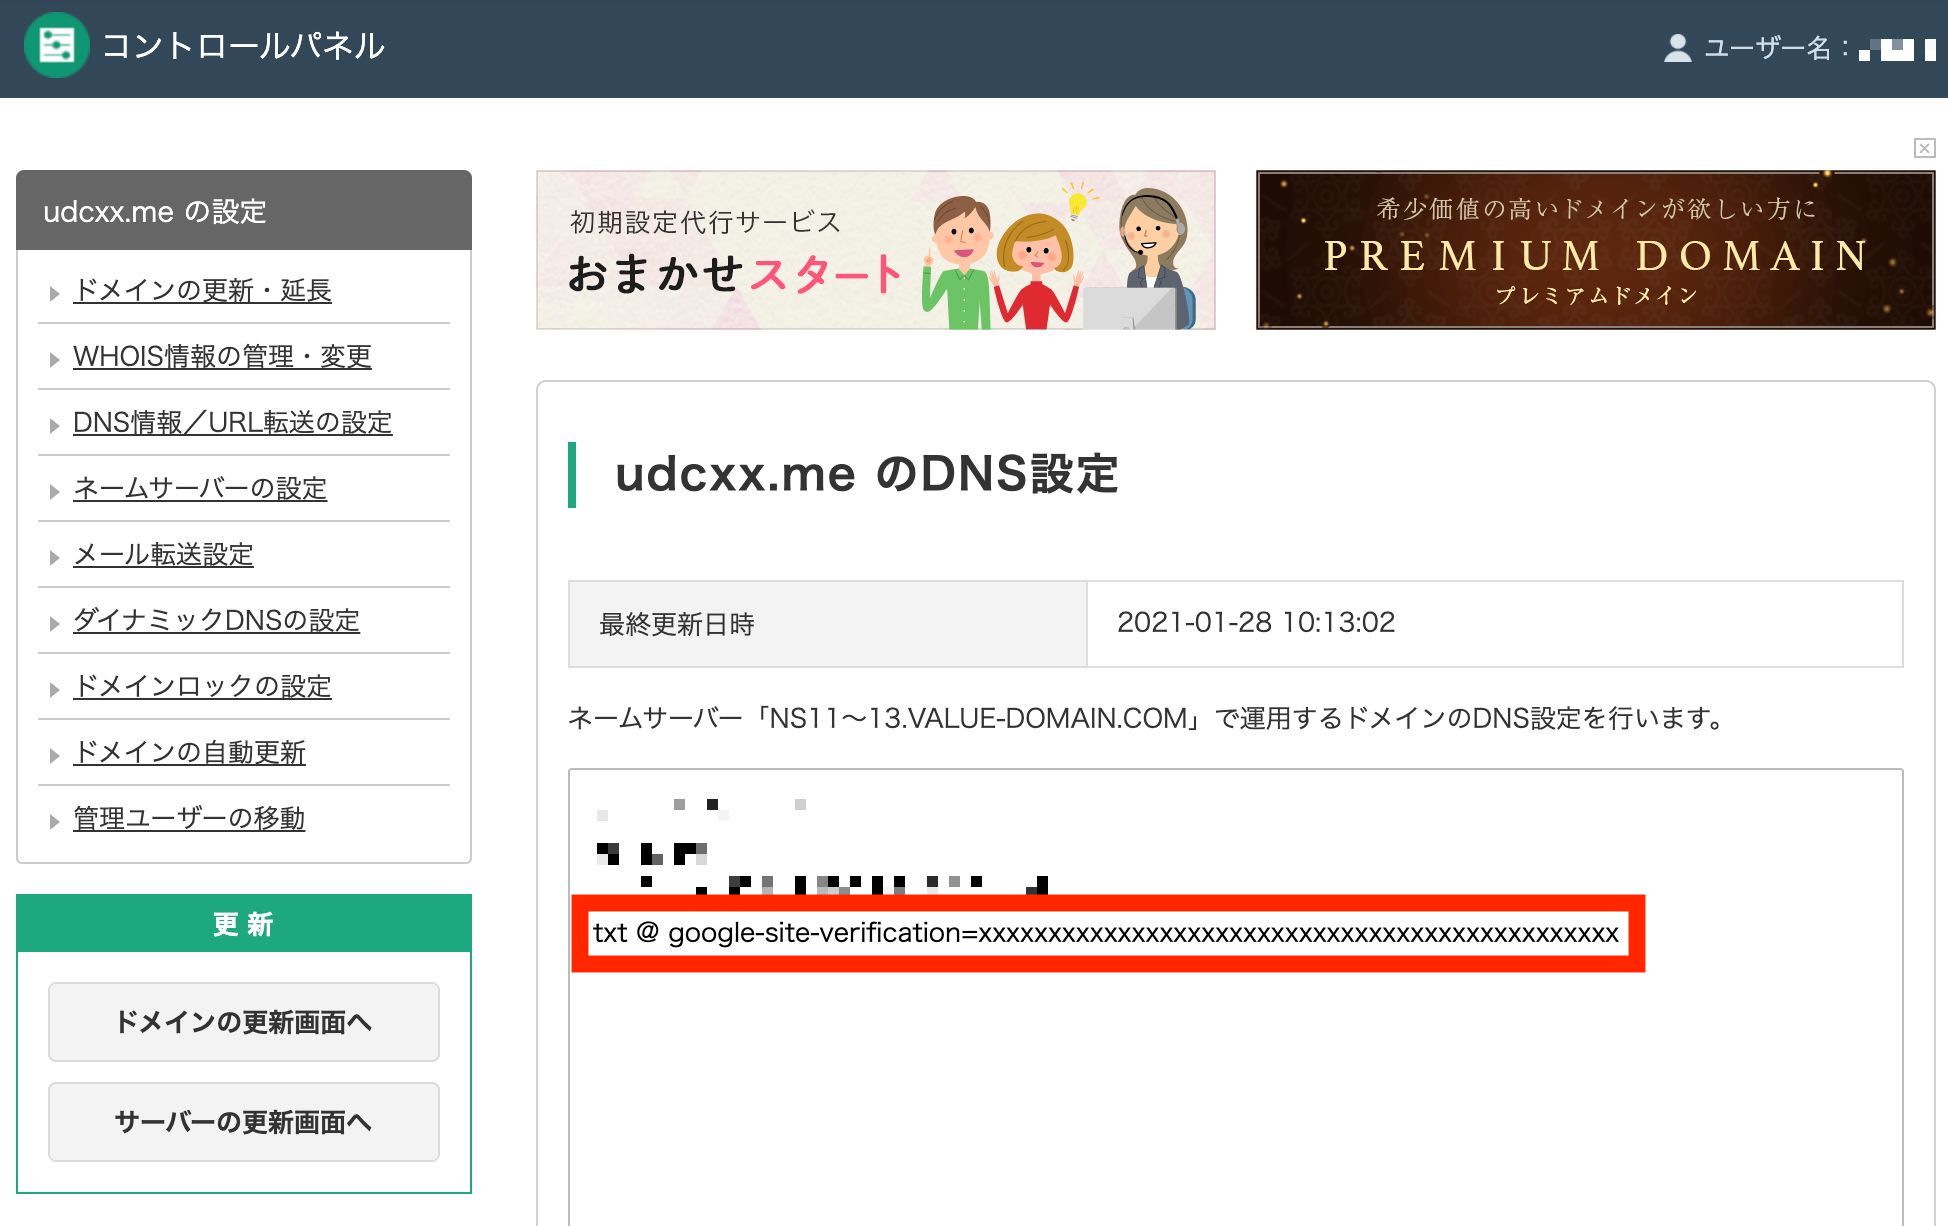 コントロールパネル
ユーザー名：
udcxx.me の設定
ドメインの更新・延長
WHOIS情報の管理・変更
DNS情報／URL転送の設定
ネームサーバーの設定
メール転送設定
ダイナミックDNSの設定
ドメインロックの設定
ドメインの自動更新
管理ユーザーの移動
更新
ドメインの更新画面へ
サーバーの更新画面へ
初期設定代行サービス
おまかせスタート
希少価値の高いドメインが欲しい方に
PREMIUM DOMAIN
プレミアムドメイン
udcxx.me のDNS設定
最終更新日時
2021-01-28 10:13:02
ネームサーバー「NS11〜13.VALUE-DOMAIN.COM」で運用するドメインのDNS設定を行います。
txt @ google-site-verification=xxxxxxxxxxxxxxxxxxxxxxxxxxxxxxxxxxxxxxxxxxxxxx